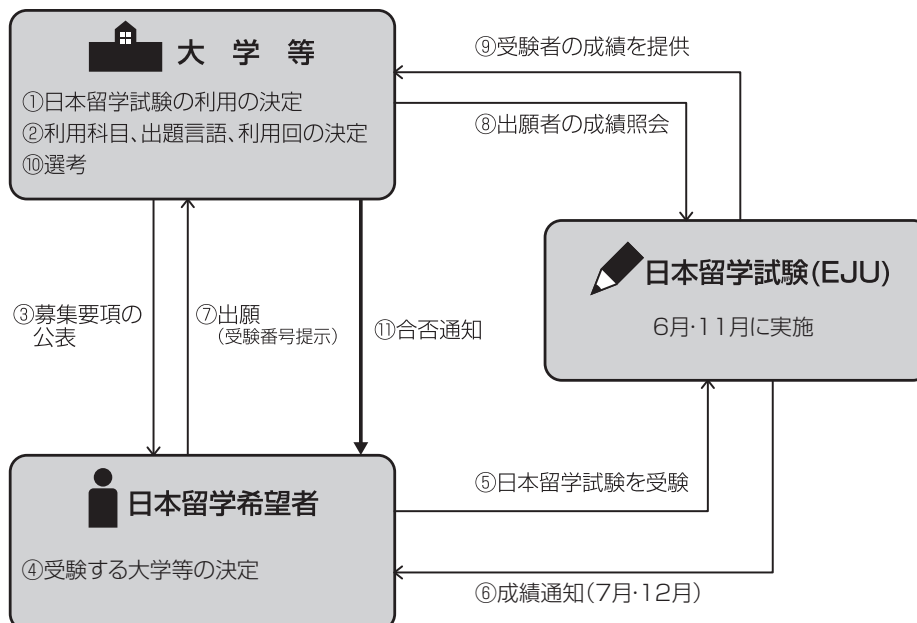 大学等
①日本留学試験の利用の決定
②利用科目、出題言語、利用回の決定
⑩選考
⑨受験者の成績を提供
⑧出願者の成績照会
日本留学試験(EJU)
6月・11月に実施
③募集要項の
公表
⑦出願
(受験番号提示)
⑪合否通知
日本留学希望者
④受験する大学等の決定
⑤日本留学試験を受験
⑥成績通知(7月・12月)